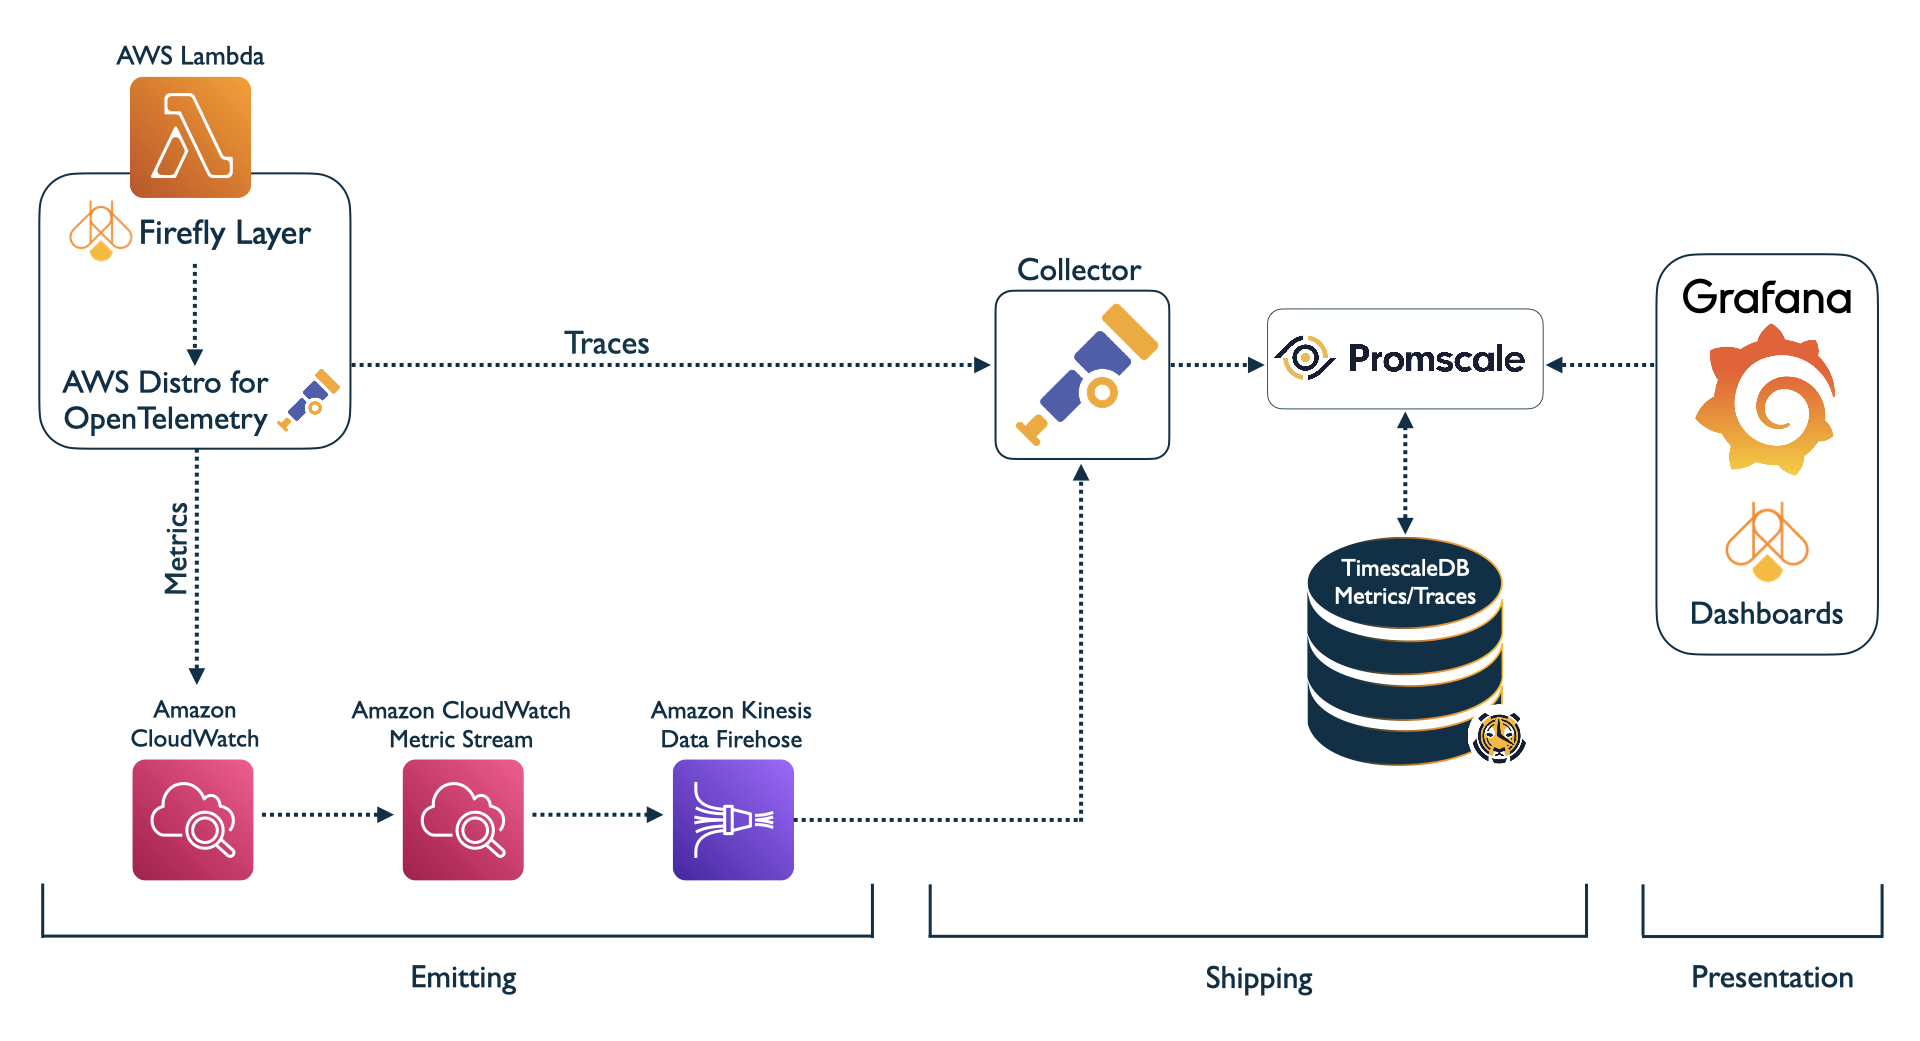 AWS Lambda
Firefly Layer
AWS Distro for
OpenTelemetry
Traces
Metrics
Amazon
CloudWatch
Amazon CloudWatch
Metric Stream
Amazon Kinesis
Data Firehose
Collector
Promscale
TimescaleDB
Metrics/Traces
Grafana
Dashboards
Emitting
Shipping
Presentation